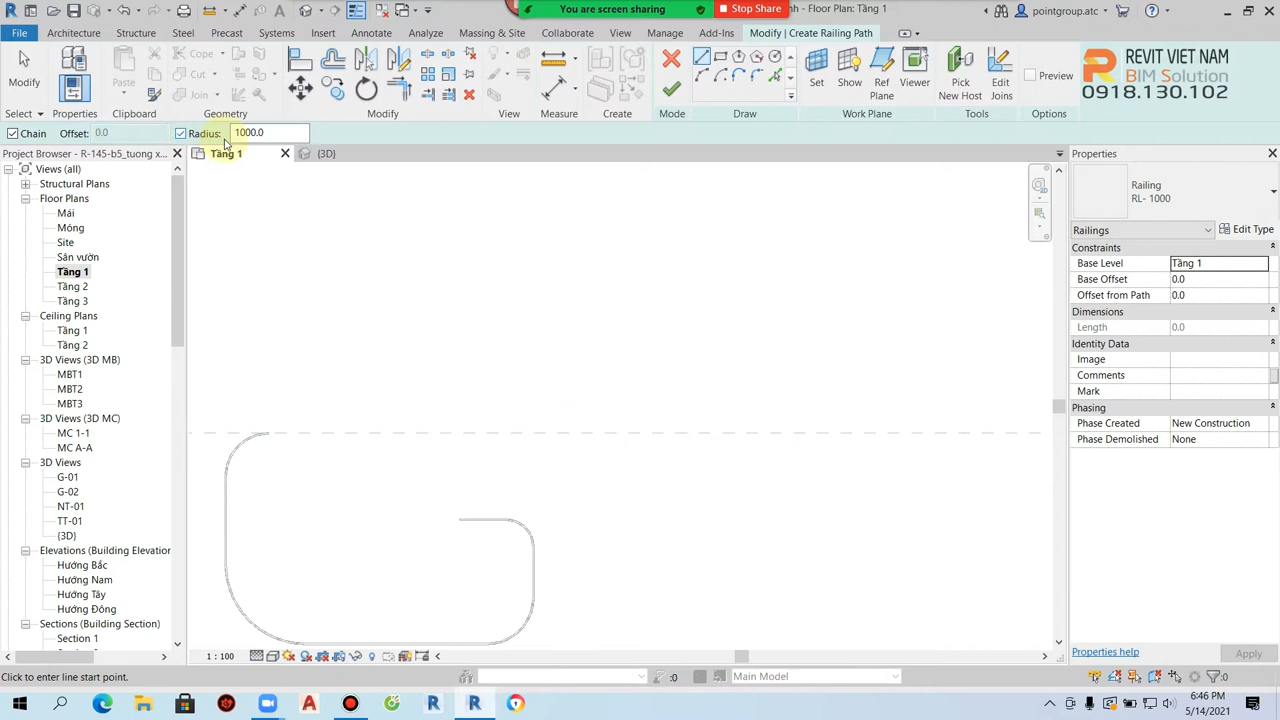 You are screen sharing
Stop Share
nh - Floor Plan: Tầng 1
pointgroup.atc
File
Architecture
Structure
Steel
Precast
Systems
Insert
Annotate
Analyze
Massing & Site
Collaborate
View
Manage
Add-Ins
Modify | Create Railing Path
Modify
Paste
Cope
Cut
Join
Set
Show
Ref
Plane
Viewer
Pick
New Host
Edit
Joins
Preview
REVIT VIET NAM
BIM Solution
0918.130.102
Select
Properties
Clipboard
Geometry
Modify
View
Measure
Create
Mode
Draw
Work Plane
Tools
Options
Chain
Offset: 0.0
Radius: 1000.0
Project Browser - R-145-b5_tuong x...
Tầng 1
{3D}
Properties
Views (all)
Structural Plans
Floor Plans
Mái
Móng
Site
Sân vườn
Tầng 1
Tầng 2
Tầng 3
Ceiling Plans
Tầng 1
Tầng 2
3D Views (3D MB)
MBT1
MBT2
MBT3
3D Views (3D MC)
MC 1-1
MC A-A
3D Views
G-01
G-02
NT-01
TT-01
{3D}
Elevations (Building Elevation
Hướng Bắc
Hướng Nam
Hướng Tây
Hướng Đông
Sections (Building Section)
Section 1
Railing
RL- 1000
Railings
Edit Type
Constraints
Base Level Tầng 1
Base Offset 0.0
Offset from Path 0.0
Dimensions
Length 0.0
Identity Data
Image
Comments
Mark
Phasing
Phase Created New Construction
Phase Demolished None
Properties help
Apply
1 : 100
Click to enter line start point.
:0
Main Model
:0
6:46 PM
5/14/2021